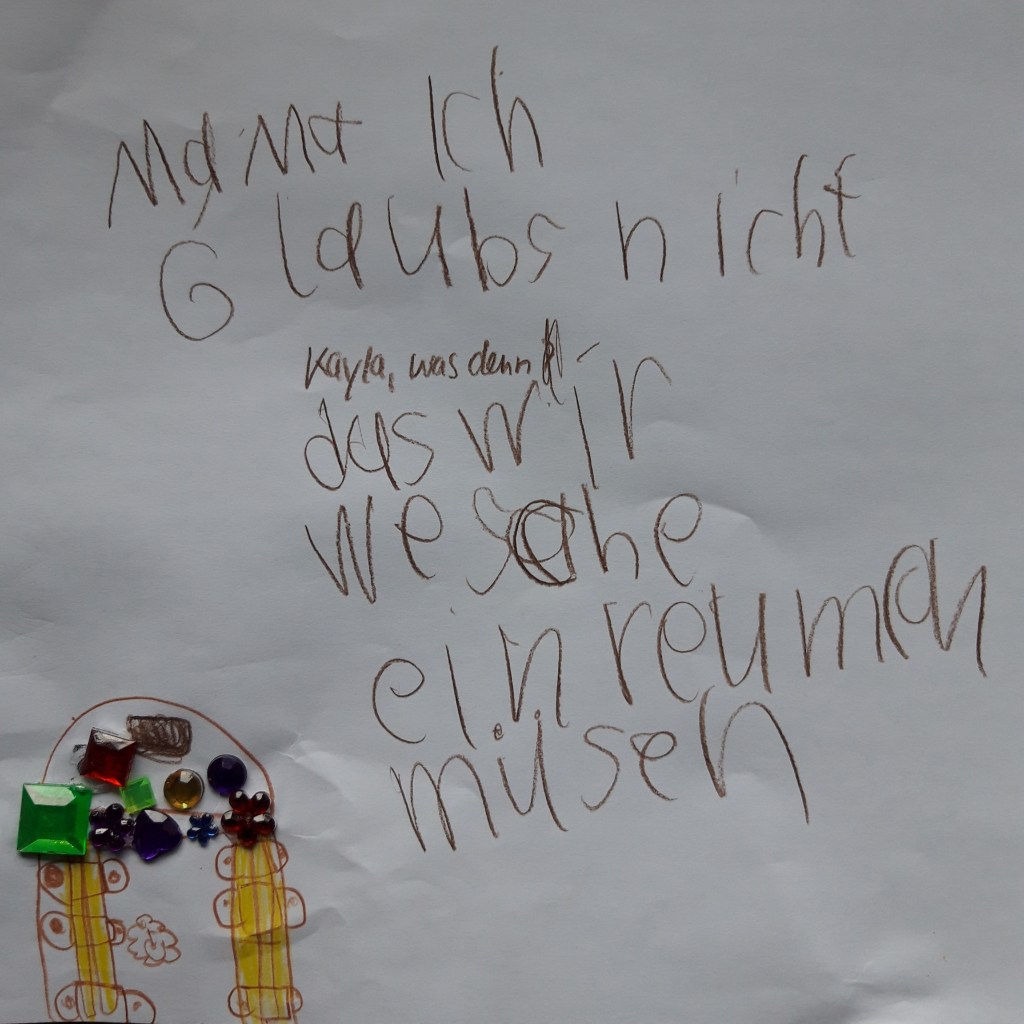 MaMa Ich
Glaubs nicht
Kayla, was denn
das wir
wesche
einreumen
müsen